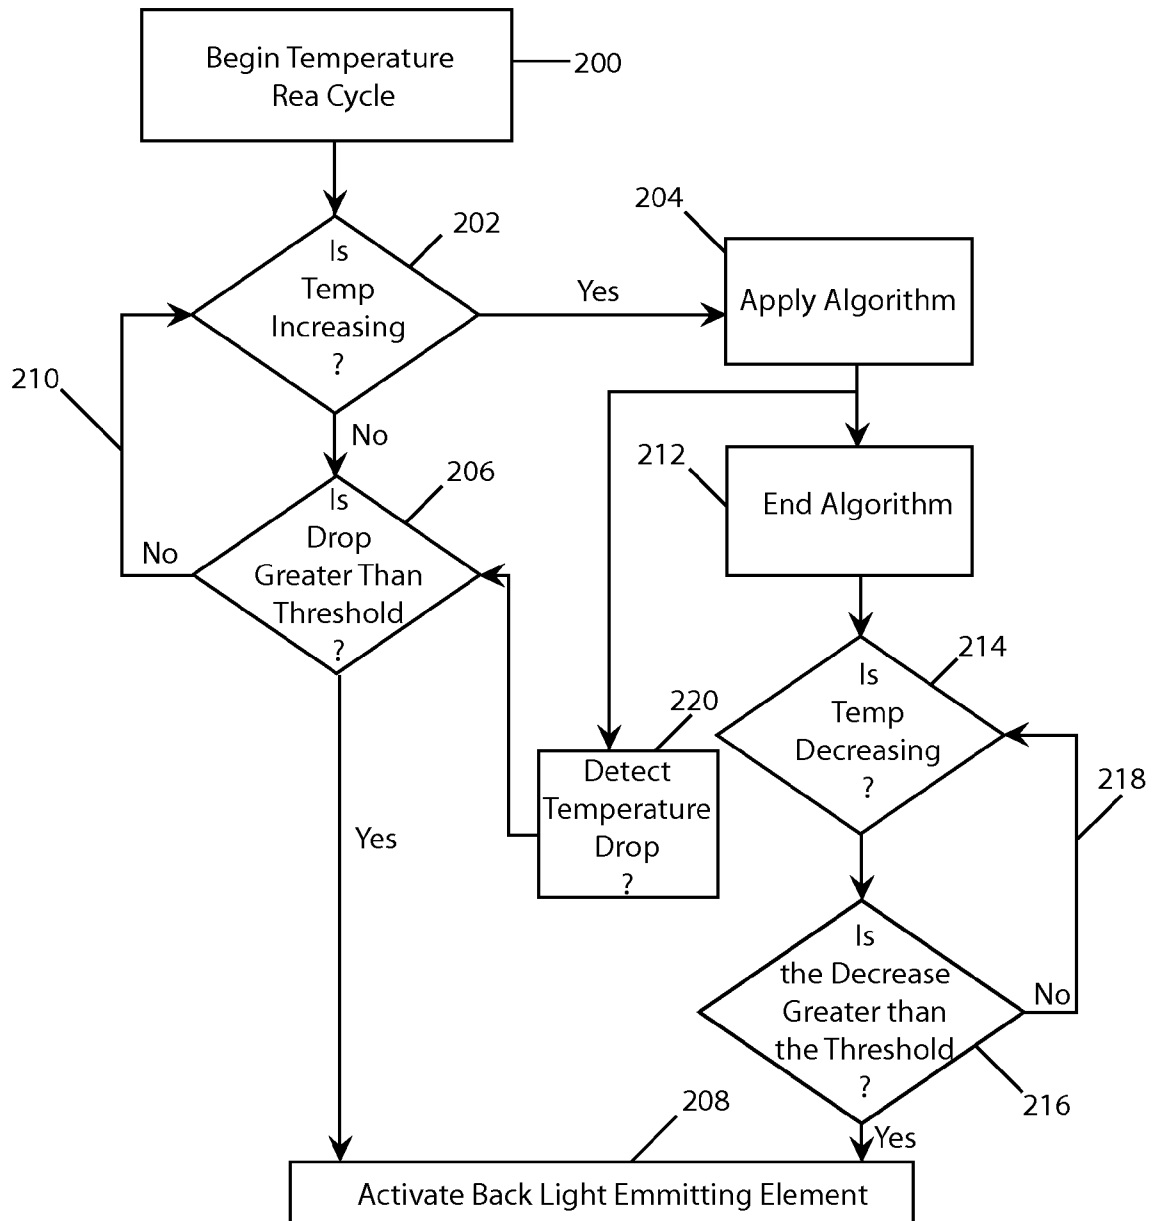 Begin Temperature
Rea Cycle
200
202
Is
Temp
Increasing
?
Yes
204
Apply Algorithm
210
No
206
Is
Drop
Greater Than
Threshold
?
No
212
End Algorithm
214
Is
Temp
Decreasing
?
220
Detect
Temperature
Drop
?
218
Yes
Is
the Decrease
Greater than
the Threshold
?
No
216
208
Yes
Activate Back Light Emmitting Element